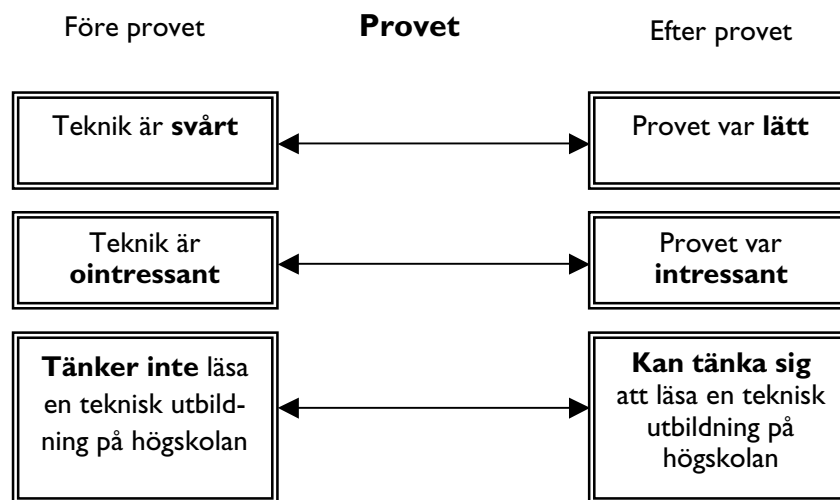 Före provet
Provet
Efter provet
Teknik är svårt
Provet var lätt
Teknik är
ointressant
Provet var
intressant
Tänker inte läsa
en teknisk utbild-
ning på högskolan
Kan tänka sig
att läsa en teknisk
utbildning på
högskolan